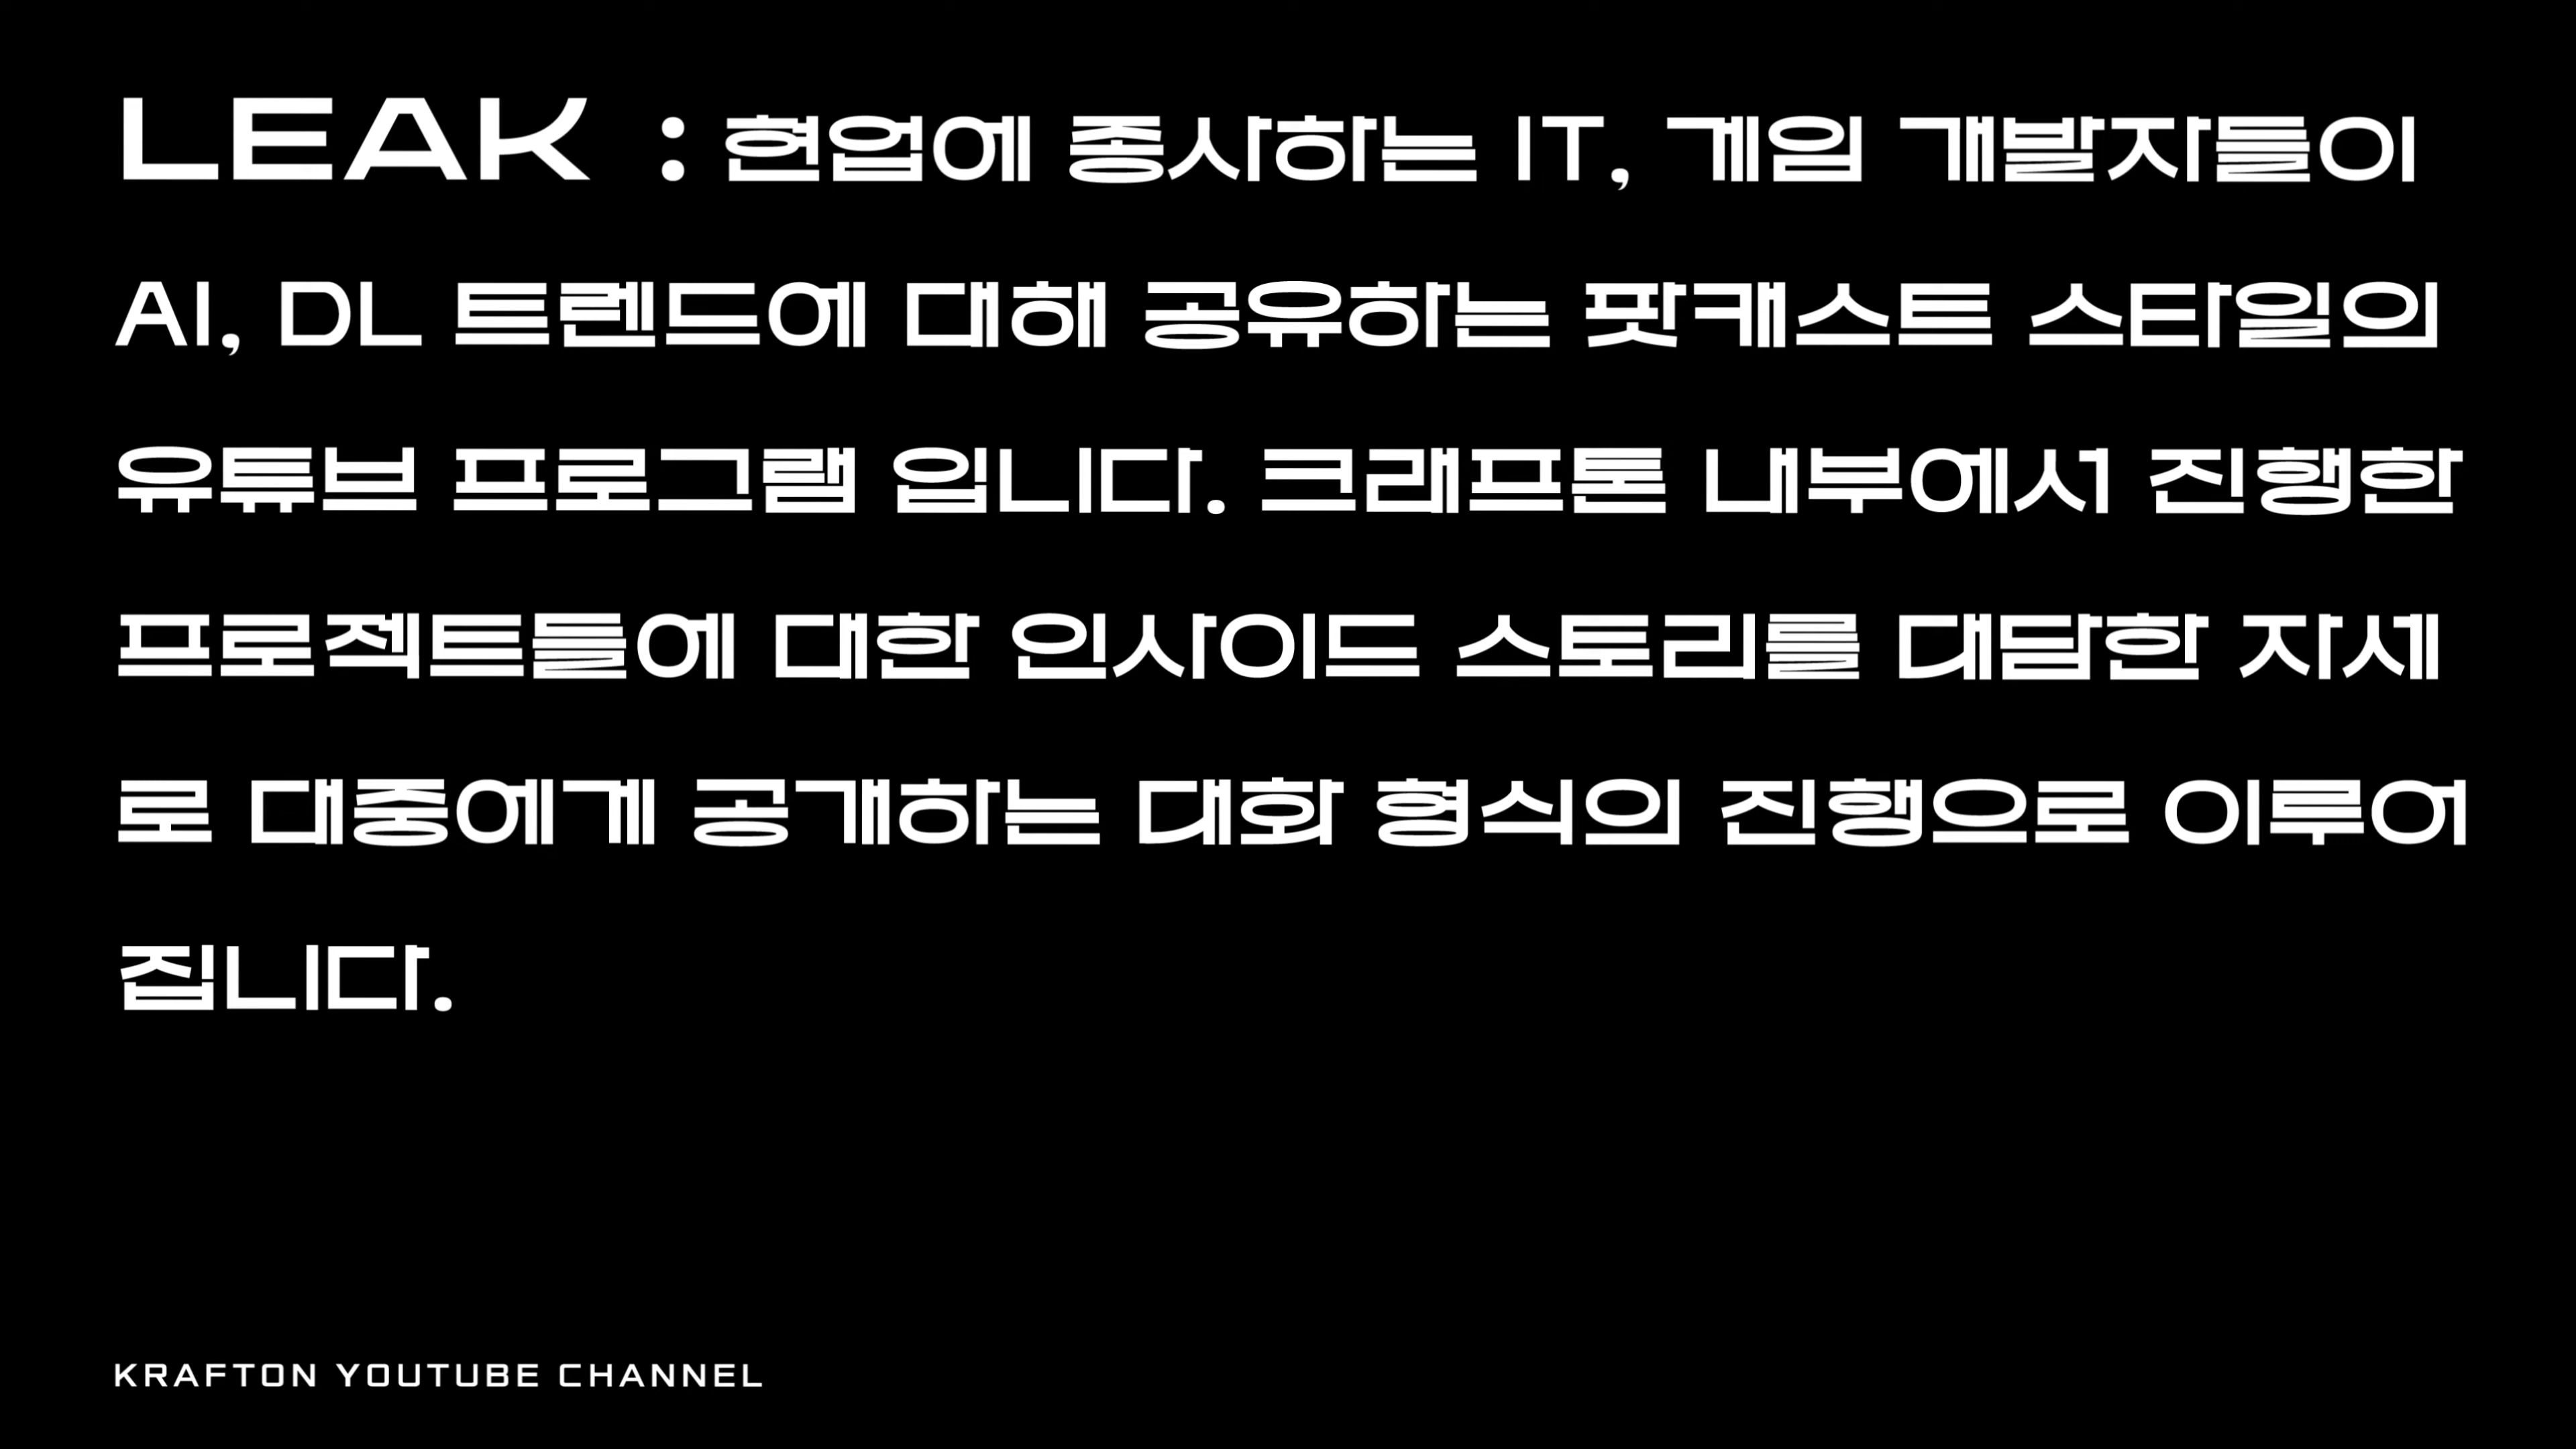 LEAK : 현업에 종사하는 IT, 게임 개발자들이
AI, DL 트렌드에 대해 공유하는 팟캐스트 스타일의
유튜브 프로그램 입니다. 크래프톤 내부에서 진행한
프로젝트들에 대한 인사이드 스토리를 대담한 자세
로 대중에게 공개하는 대화 형식의 진행으로 이루어
집니다.
KRAFTON YOUTUBE CHANNEL